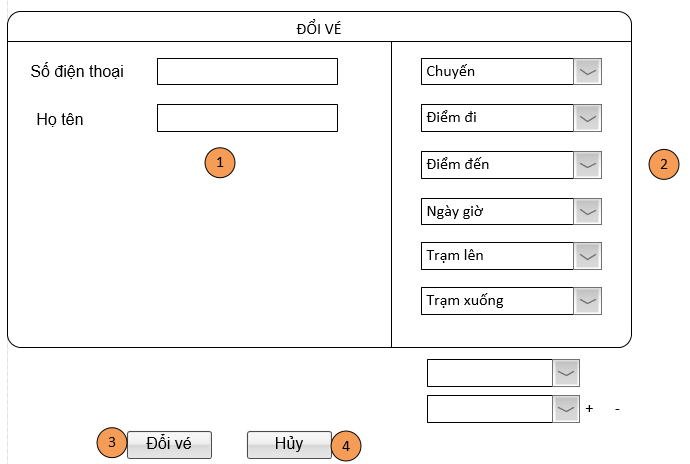 ĐỔI VÉ
Số điện thoại
Họ tên
1
Chuyến
Điểm đi
Điểm đến
Ngày giờ
Trạm lên
Trạm xuống
2
+ -
3 Đổi vé
Hủy 4